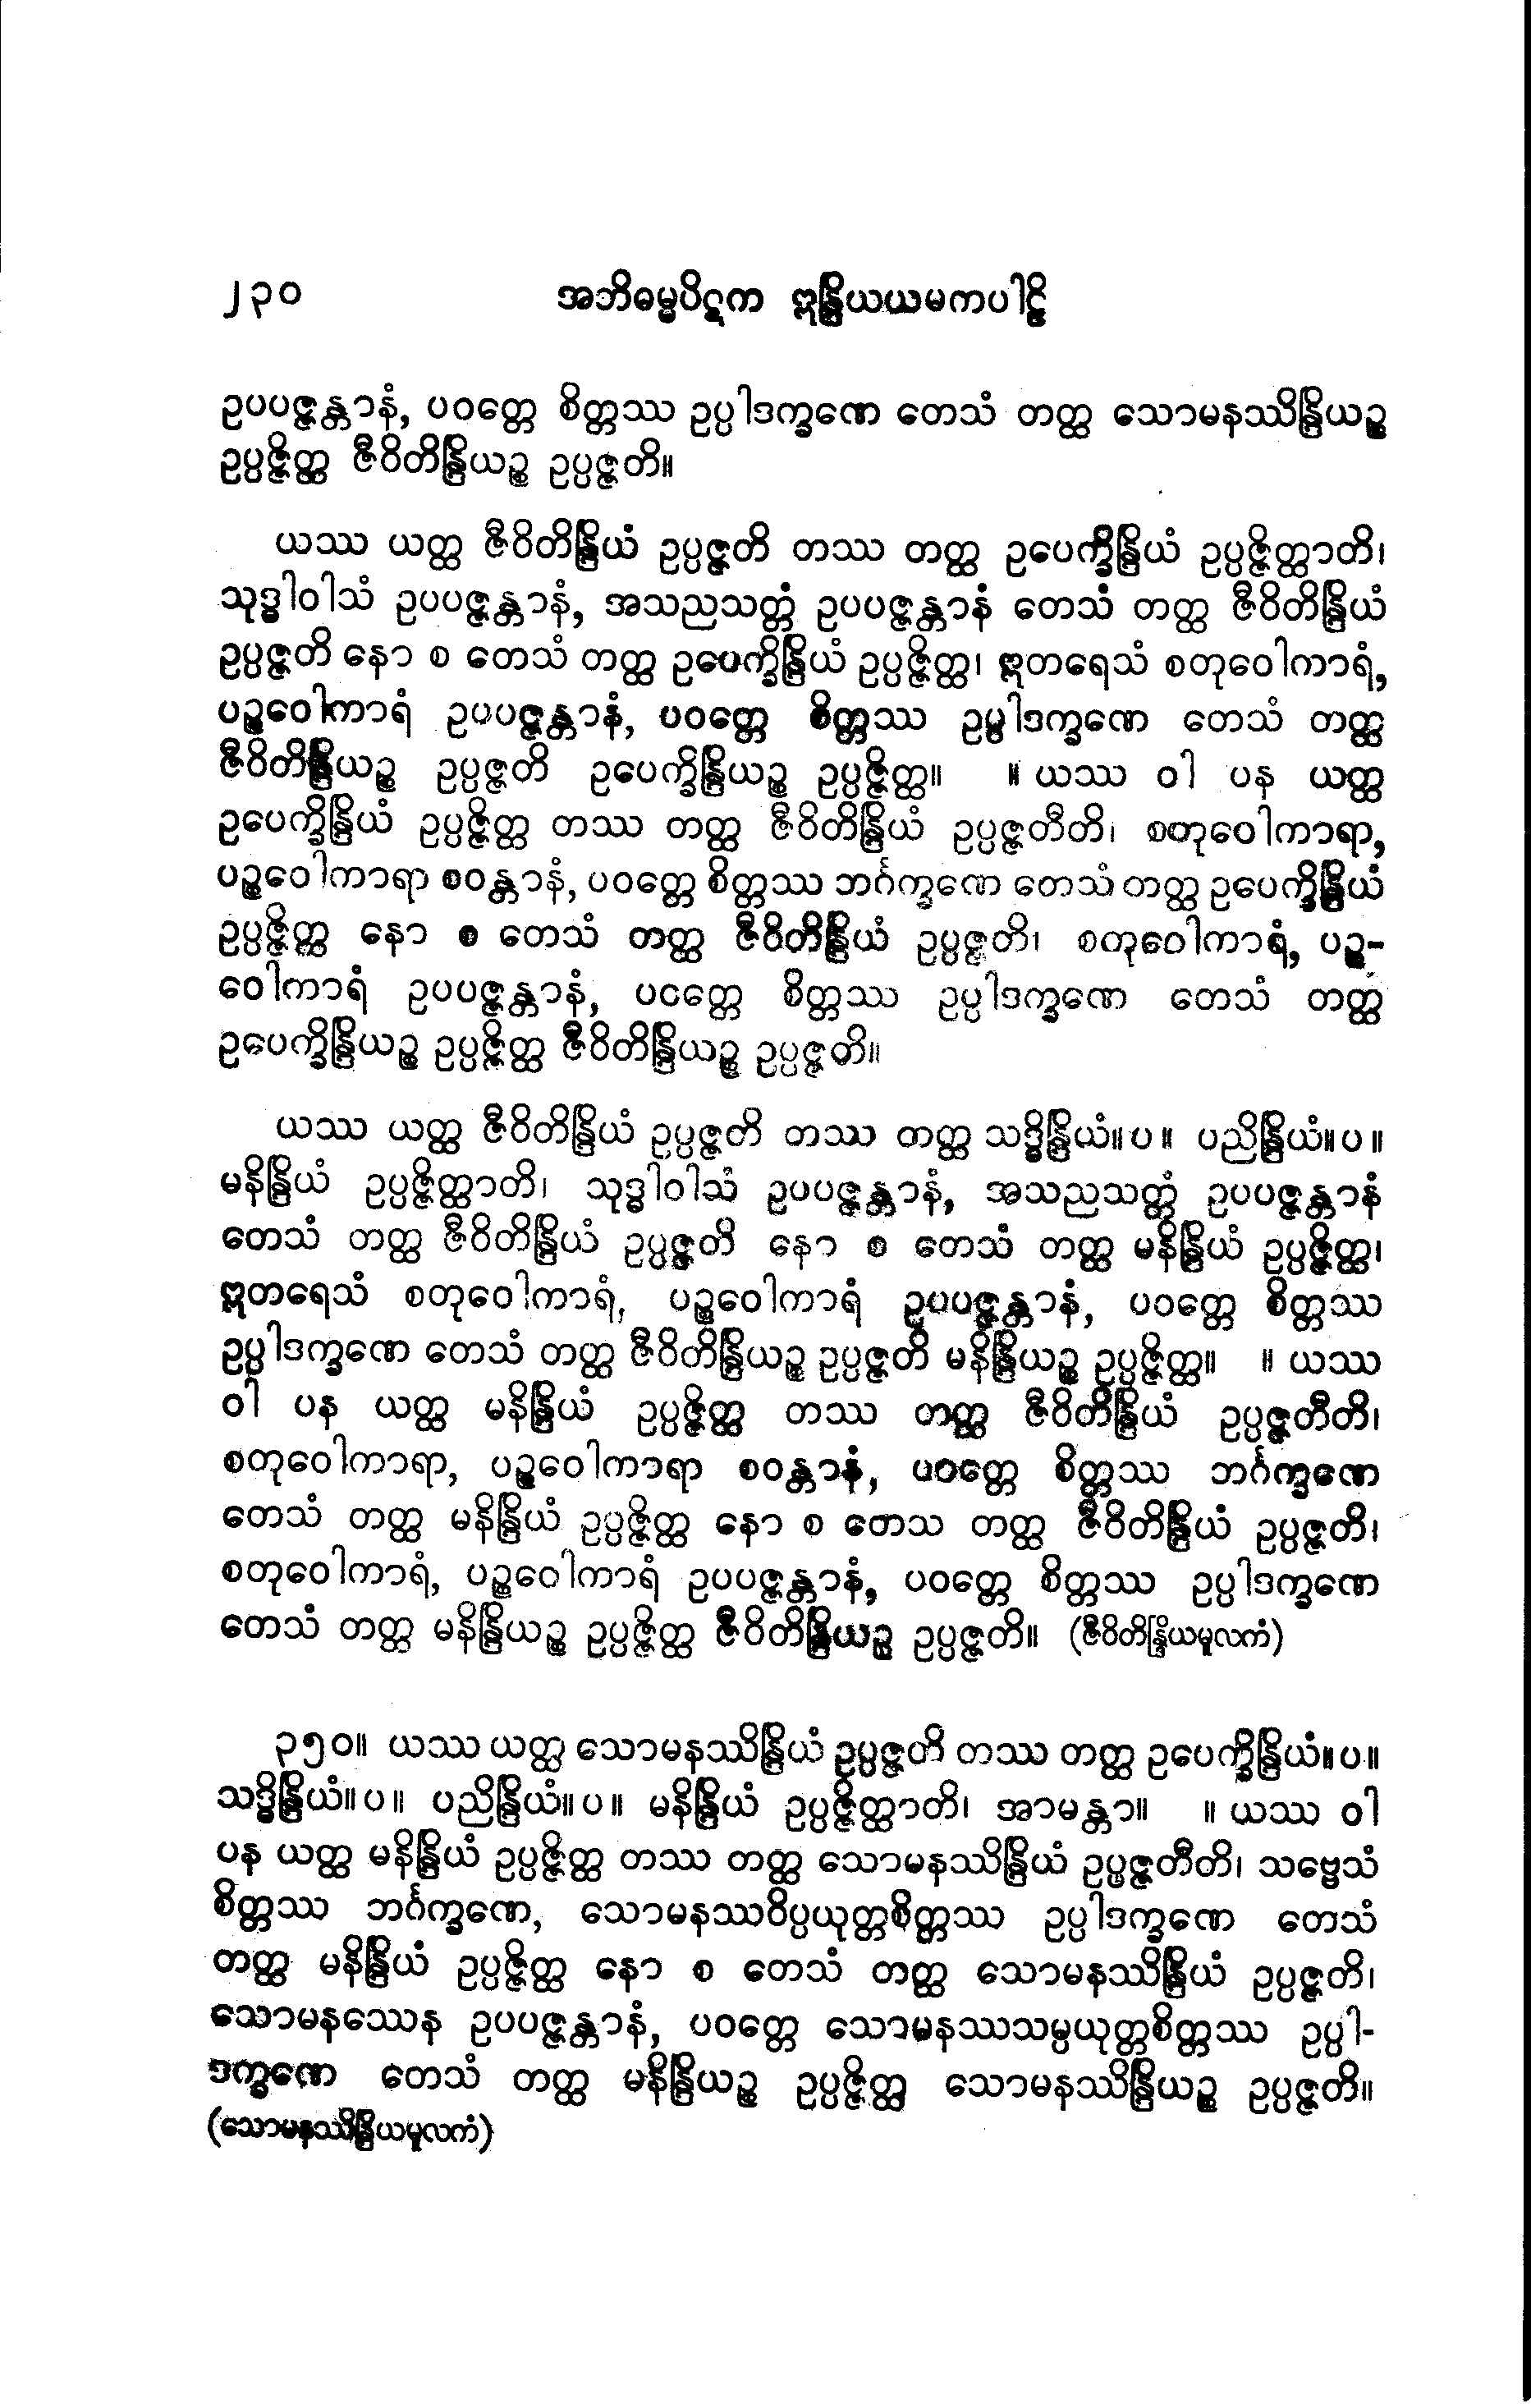 ၂၃၀ အဘိဓမ္မပိဋက ဣန္ဒြိယယမကပါဠိ
ဥပပဇ္ဇန္တာနံ, ပဝတ္တေ စိတ္တဿ ဥပ္ပါဒက္ခဏေ တေသံ တတ္ထ သောမနဿိန္ဒြိယဉ္စ
ဥပ္ပဇ္ဇိတ္ထ ဇီဝိတိန္ဒြိယဉ္စ ဥပ္ပဇ္ဇတိ။
ယဿ ယတ္ထ ဇီဝိတိန္ဒြိယံ ဥပ္ပဇ္ဇတိ တဿ တတ္ထ ဥပေက္ခိန္ဒြိယံ ဥပ္ပဇ္ဇိတ္ထာတိ၊
သုဒ္ဓါဝါသံ ဥပပဇ္ဇန္တာနံ, အသညသတ္တံ ဥပပဇ္ဇန္တာနံ တေသံ တတ္ထ ဇီဝိတိန္ဒြိယံ
ဥပ္ပဇ္ဇတိ နော စ တေသံ တတ္ထ ဥပေက္ခိန္ဒြိယံ ဥပ္ပဇ္ဇိတ္ထ၊ ဣတရေသံ စတုဝေါကာရံ,
ပဉ္စဝေါကာရံ ဥပပဇ္ဇန္တာနံ, ပဝတ္တေ စိတ္တဿ ဥပ္ပါဒက္ခဏေ တေသံ တတ္ထ
ဇီဝိတိန္ဒြိယဉ္စ ဥပ္ပဇ္ဇတိ ဥပေက္ခိန္ဒြိယဉ္စ ဥပ္ပဇ္ဇိတ္ထ။ ။ ယဿ ဝါ ပန ယတ္ထ
ဥပေက္ခိန္ဒြိယံ ဥပ္ပဇ္ဇိတ္ထ တဿ တတ္ထ ဇီဝိတိန္ဒြိယံ ဥပ္ပဇ္ဇတီတိ၊ စတုဝေါကာရာ,
ပဉ္စဝေါကာရာ စဝန္တာနံ, ပဝတ္တေ စိတ္တဿ ဘင်္ဂက္ခဏေ တေသံ တတ္ထ ဥပေက္ခိန္ဒြိယံ
ဥပ္ပဇ္ဇိတ္ထ နော စ တေသံ တတ္ထ ဇီဝိတိန္ဒြိယံ ဥပ္ပဇ္ဇတိ၊ စတုဝေါကာရံ, ပဉ္စ-
ဝေါကာရံ ဥပပဇ္ဇန္တာနံ, ပဝတ္တေ စိတ္တဿ ဥပ္ပါဒက္ခဏေ တေသံ တတ္ထ
ဥပေက္ခိန္ဒြိယဉ္စ ဥပ္ပဇ္ဇိတ္ထ ဇီဝိတိန္ဒြိယဉ္စ ဥပ္ပဇ္ဇတိ။
ယဿ ယတ္ထ ဇီဝိတိန္ဒြိယံ ဥပ္ပဇ္ဇတိ တဿ တတ္ထ သဒ္ဓိန္ဒြိယံ။ပ။ ပညိန္ဒြိယံ။ပ။
မနိန္ဒြိယံ ဥပ္ပဇ္ဇိတ္ထာတိ၊ သုဒ္ဓါဝါသံ ဥပပဇ္ဇန္တာနံ, အသညသတ္တံ ဥပပဇ္ဇန္တာနံ
တေသံ တတ္ထ ဇီဝိတိန္ဒြိယံ ဥပ္ပဇ္ဇတိ နော စ တေသံ တတ္ထ မနိန္ဒြိယံ ဥပ္ပဇ္ဇိတ္ထ၊
ဣတရေသံ စတုဝေါကာရံ, ပဉ္စဝေါကာရံ ဥပပဇ္ဇန္တာနံ, ပဝတ္တေ စိတ္တဿ
ဥပ္ပါဒက္ခဏေ တေသံ တတ္ထ ဇီဝိတိန္ဒြိယဉ္စ ဥပ္ပဇ္ဇတိ မနိန္ဒြိယဉ္စ ဥပ္ပဇ္ဇိတ္ထ။ ။ ယဿ
ဝါ ပန ယတ္ထ မနိန္ဒြိယံ ဥပ္ပဇ္ဇိတ္ထ တဿ တတ္ထ ဇီဝိတိန္ဒြိယံ ဥပ္ပဇ္ဇတီတိ၊
စတုဝေါကာရာ, ပဉ္စဝေါကာရာ စဝန္တာနံ, ပဝတ္တေ စိတ္တဿ ဘင်္ဂက္ခဏေ
တေသံ တတ္ထ မနိန္ဒြိယံ ဥပ္ပဇ္ဇိတ္ထ နော စ တေသ တတ္ထ ဇီဝိတိန္ဒြိယံ ဥပ္ပဇ္ဇတိ၊
စတုဝေါကာရံ, ပဉ္စဝေါကာရံ ဥပပဇ္ဇန္တာနံ, ပဝတ္တေ စိတ္တဿ ဥပ္ပါဒက္ခဏေ
တေသံ တတ္ထ မနိန္ဒြိယဉ္စ ဥပ္ပဇ္ဇိတ္ထ ဇီဝိတိန္ဒြိယဉ္စ ဥပ္ပဇ္ဇတိ။ (ဇီဝိတိန္ဒြိယမူလကံ)
၃၅၀။ ယဿ ယတ္ထ သောမနဿိန္ဒြိယံ ဥပ္ပဇ္ဇတိ တဿ တတ္ထ ဥပေက္ခိန္ဒြိယံ။ပ။
သဒ္ဓိန္ဒြိယံ။ပ။ ပညိန္ဒြိယံ။ပ။ မနိန္ဒြိယံ ဥပ္ပဇ္ဇိတ္ထာတိ၊ အာမန္တာ။ ။ ယဿ ဝါ
ပန ယတ္ထ မနိန္ဒြိယံ ဥပ္ပဇ္ဇိတ္ထ တဿ တတ္ထ သောမနဿိန္ဒြိယံ ဥပ္ပဇ္ဇတီတိ၊ သဗ္ဗေသံ
စိတ္တဿ ဘင်္ဂက္ခဏေ, သောမနဿဝိပ္ပယုတ္တစိတ္တဿ ဥပ္ပါဒက္ခဏေ တေသံ
တတ္ထ မနိန္ဒြိယံ ဥပ္ပဇ္ဇိတ္ထ နော စ တေသံ တတ္ထ သောမနဿိန္ဒြိယံ ဥပ္ပဇ္ဇတိ၊
သောမနဿေန ဥပပဇ္ဇန္တာနံ, ပဝတ္တေ သောမနဿသမ္ပယုတ္တစိတ္တဿ ဥပ္ပါ-
ဒက္ခဏေ တေသံ တတ္ထ မနိန္ဒြိယဉ္စ ဥပ္ပဇ္ဇိတ္ထ သောမနဿိန္ဒြိယဉ္စ ဥပ္ပဇ္ဇတိ။
(သောမနဿိန္ဒြိယမူလကံ)